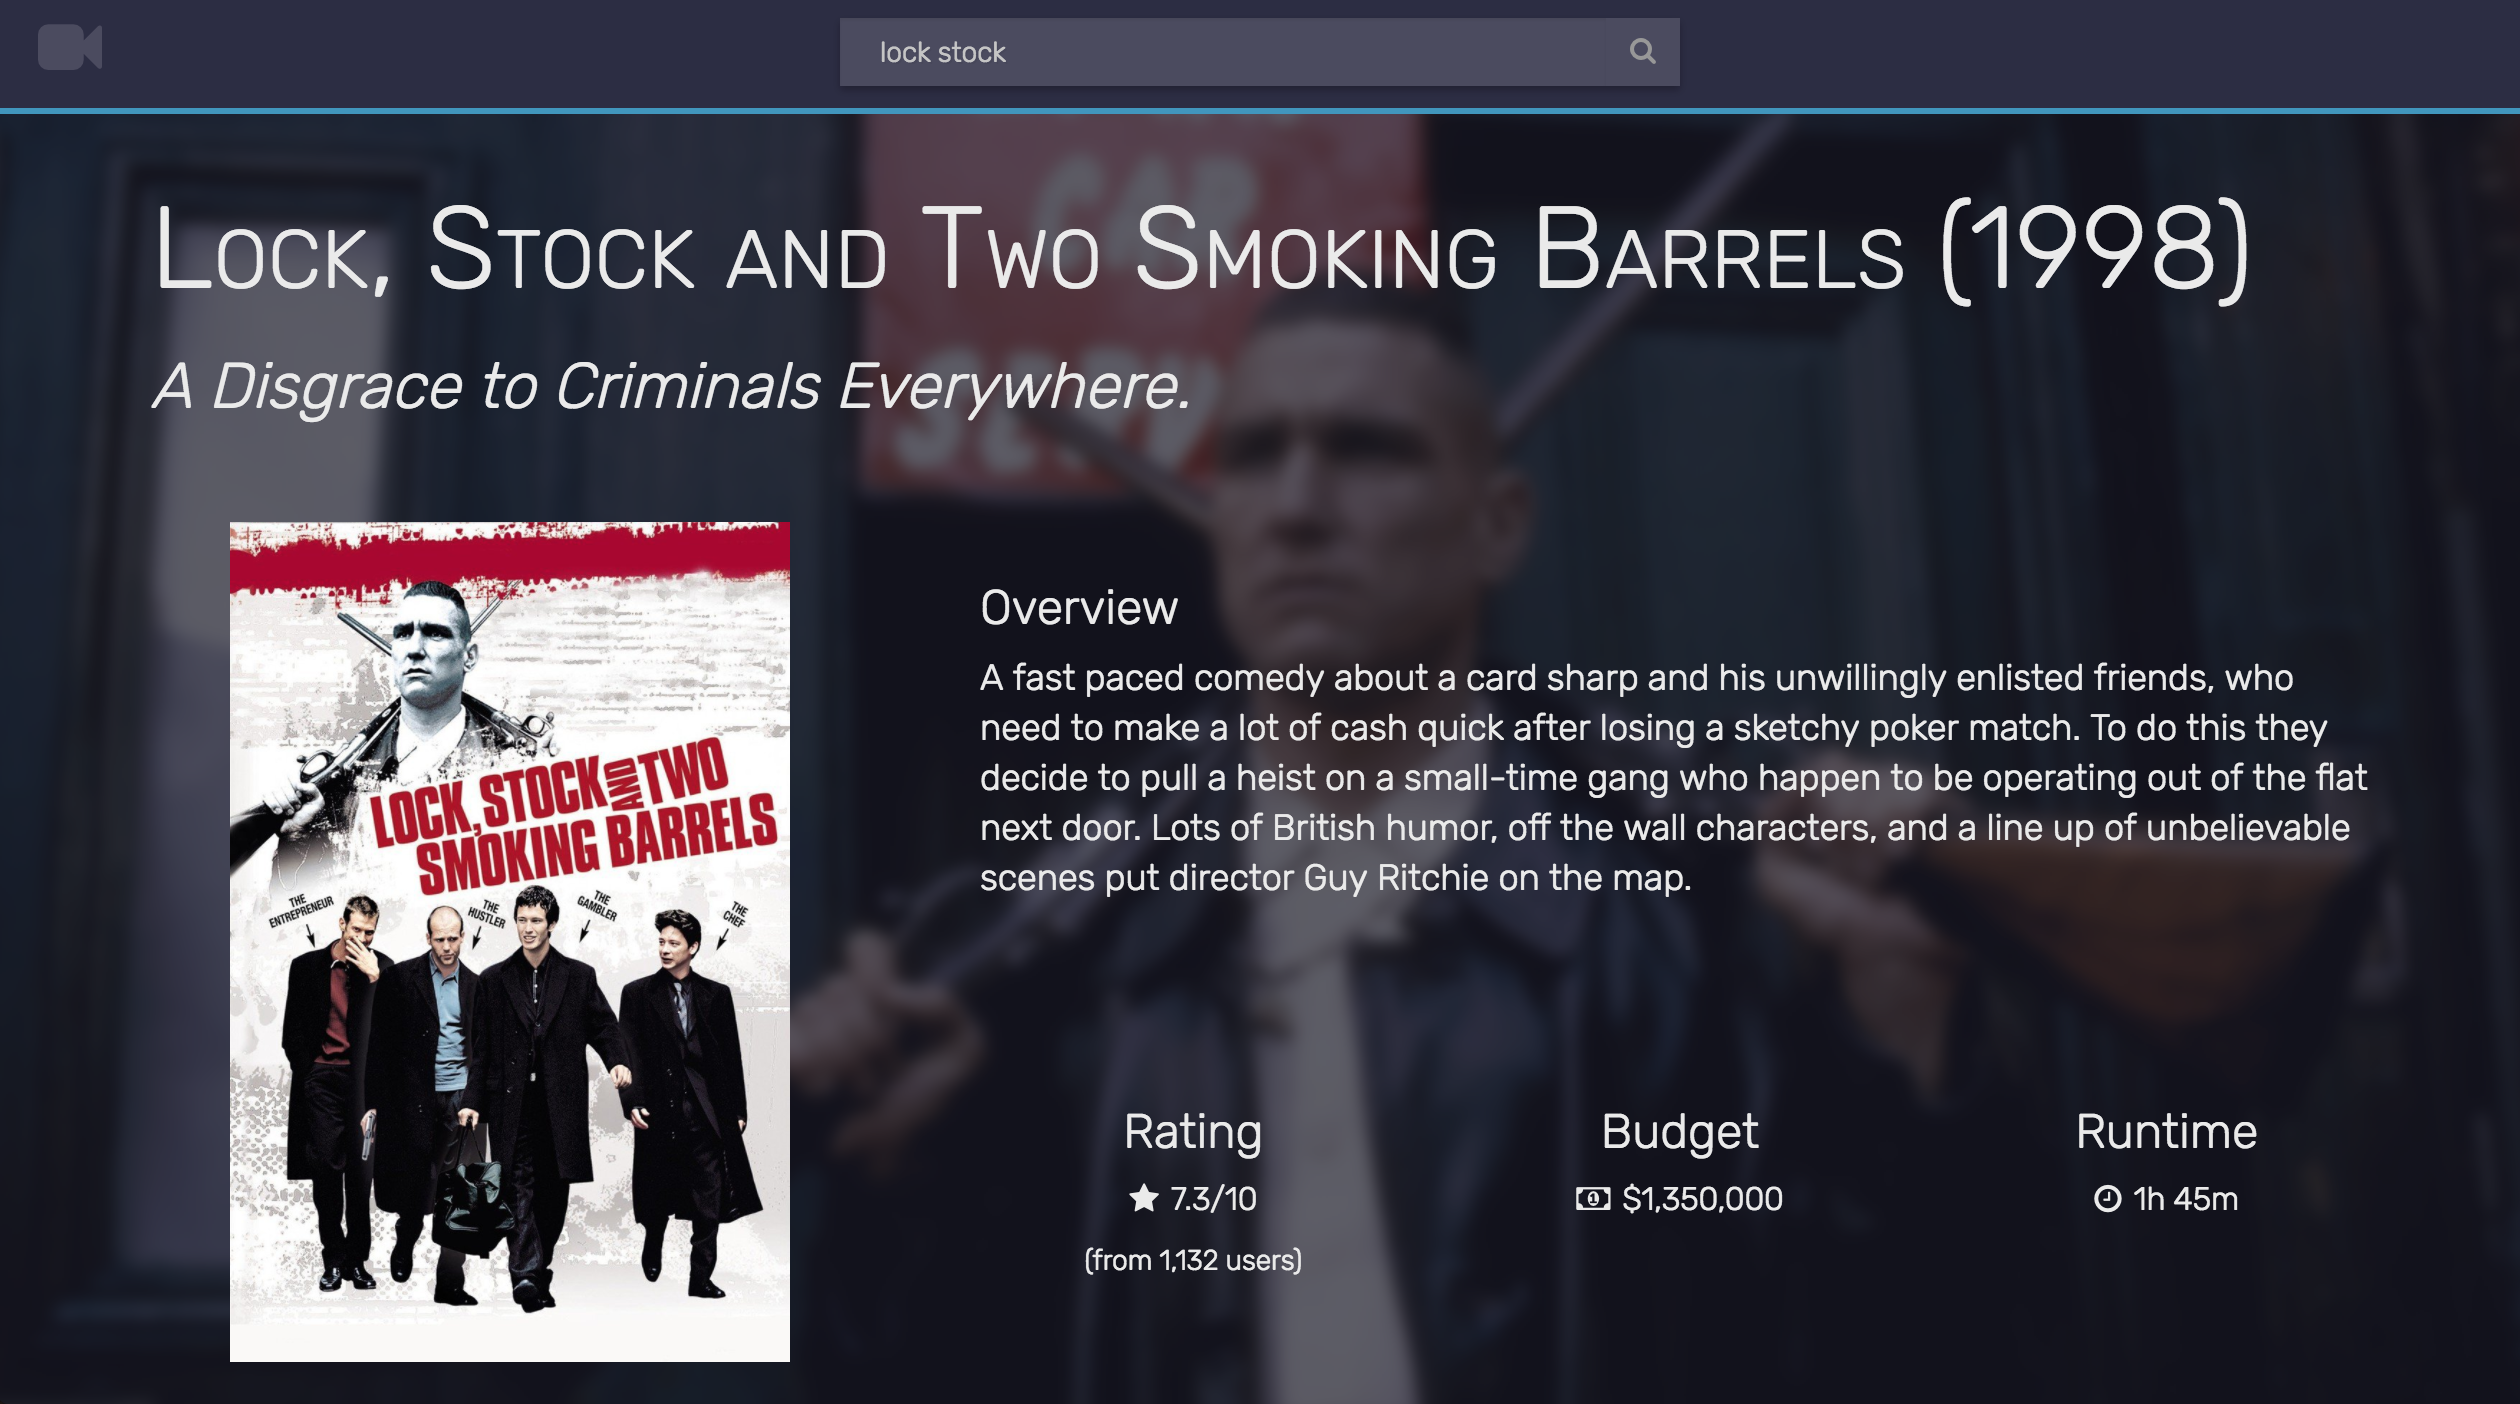 lock stock
Lock, Stock and Two Smoking Barrels (1998)
A Disgrace to Criminals Everywhere.
LOCK, STOCK AND TWO
SMOKING BARRELS
THE
ENTREPRENEUR
THE
HUSTLER
THE
GAMBLER
THE
CHEF
Overview
A fast paced comedy about a card sharp and his unwillingly enlisted friends, who
need to make a lot of cash quick after losing a sketchy poker match. To do this they
decide to pull a heist on a small-time gang who happen to be operating out of the flat
next door. Lots of British humor, off the wall characters, and a line up of unbelievable
scenes put director Guy Ritchie on the map.
Rating
7.3/10
(from 1,132 users)
Budget
$1,350,000
Runtime
1h 45m